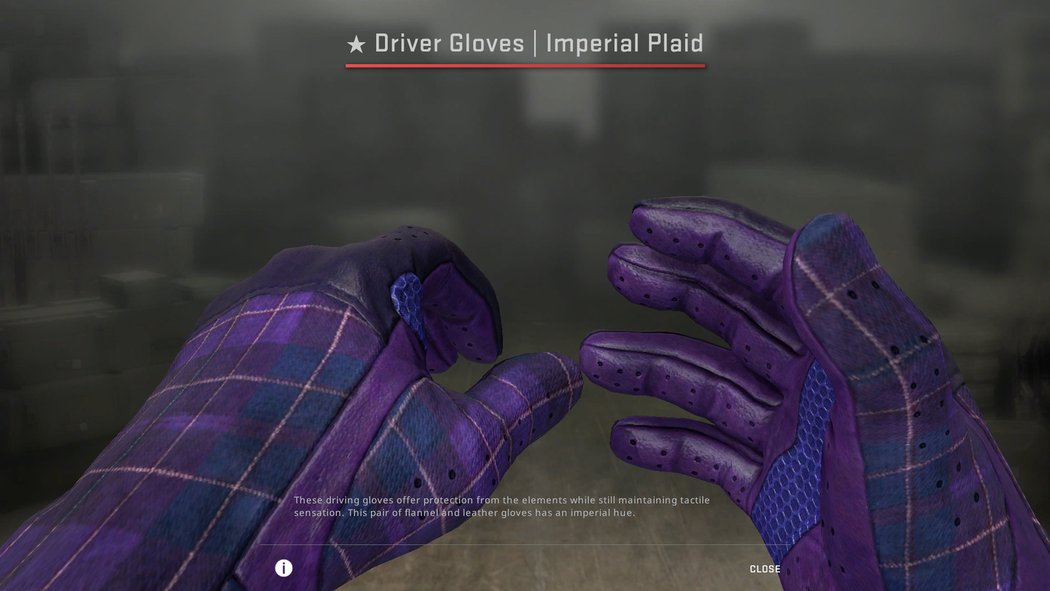 ★ Driver Gloves | Imperial Plaid
These driving gloves offer protection from the elements while still maintaining tactile
sensation. This pair of flannel and leather gloves has an imperial hue.
i
CLOSE